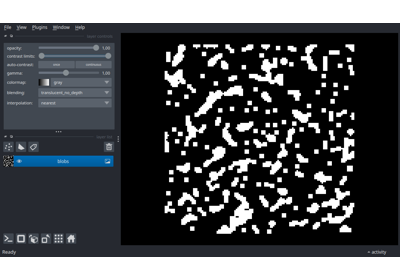 File View Plugins Window Help
layer controls
opacity: 1.00
contrast limits:
auto-contrast: once continuous
gamma: 1.00
colormap: gray
blending: translucent_no_depth
interpolation: nearest
layer list
blobs
Ready
activity